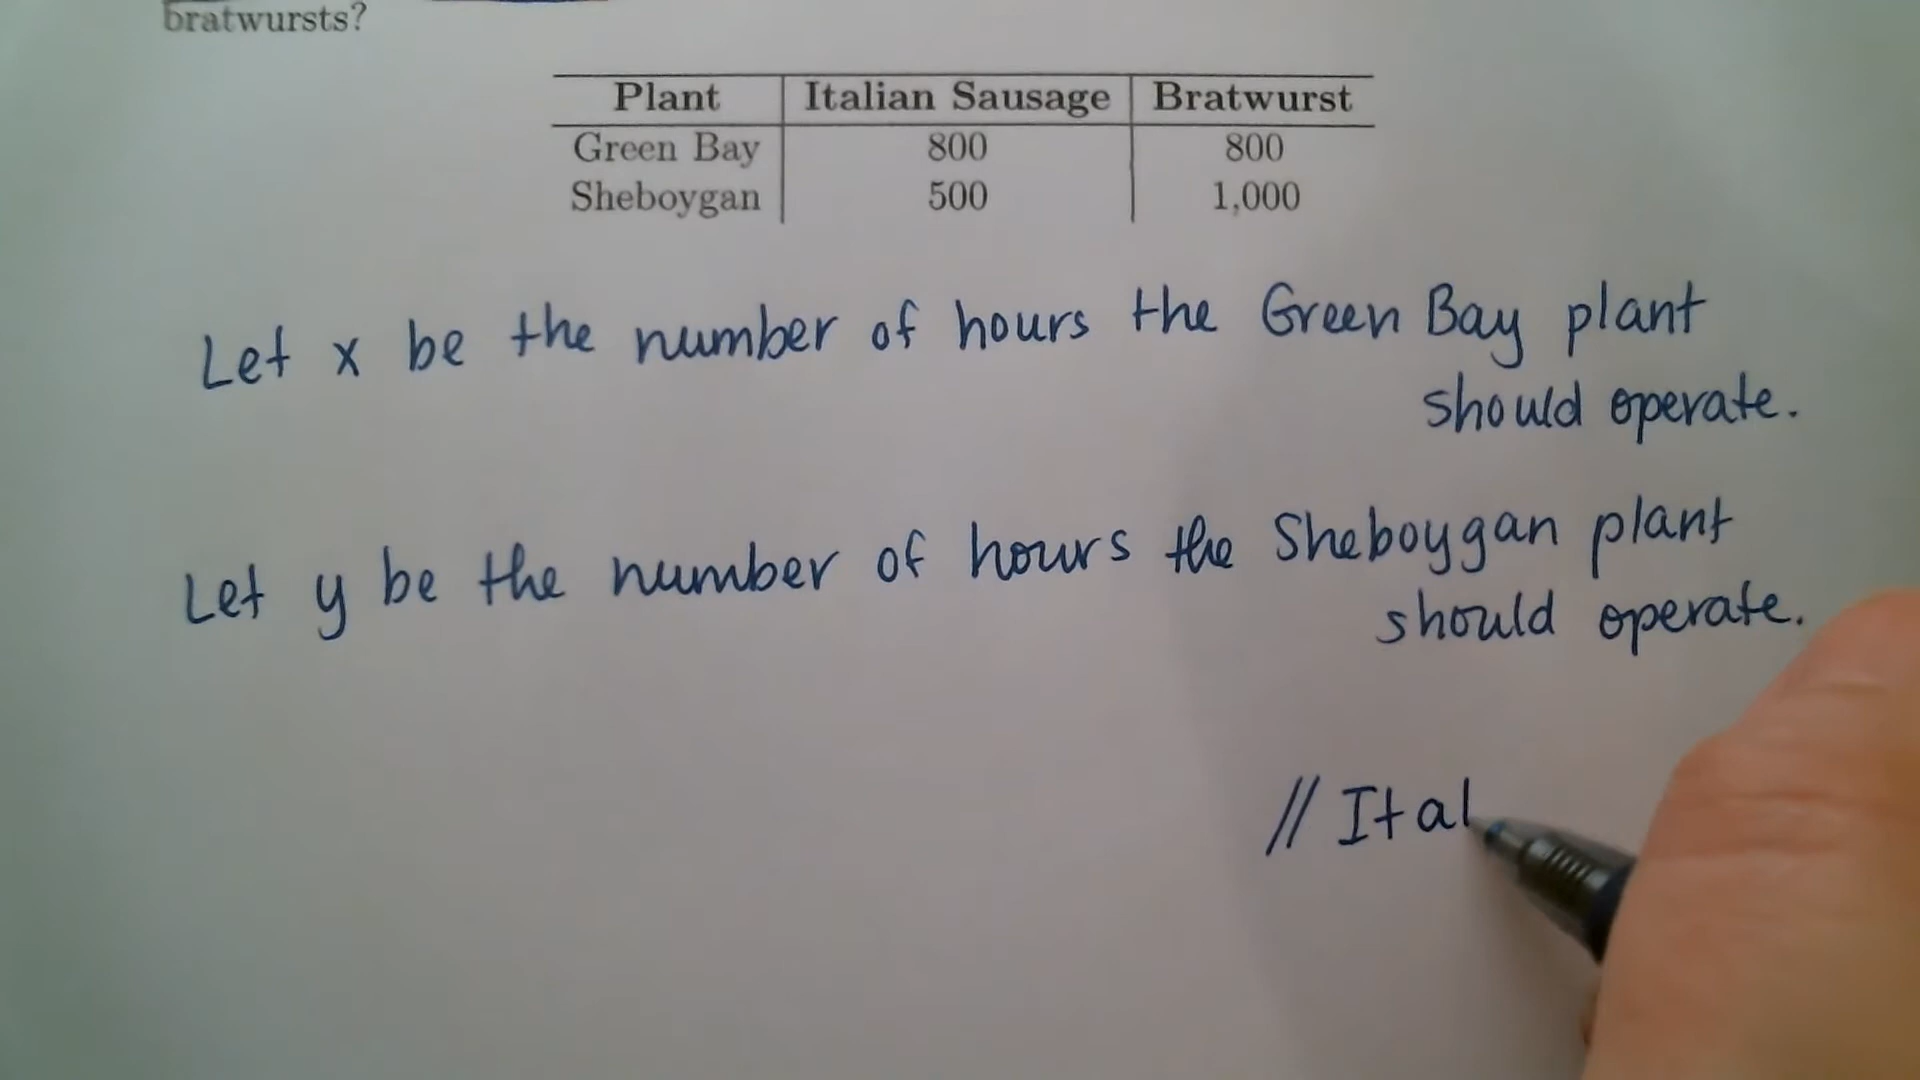 bratwursts?
Plant Italian Sausage Bratwurst
Green Bay 800 800
Sheboygan 500 1,000
Let x be the number of hours the Green Bay plant
should operate.
Let y be the number of hours the Sheboygan plant
should operate.
// Ital